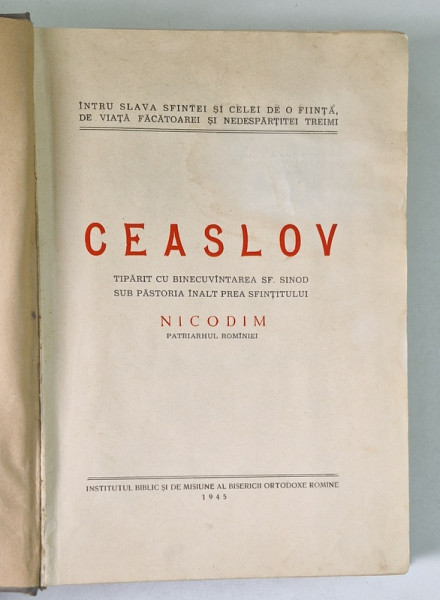 ÎNTRU SLAVA SFINTEI ȘI CELEI DE O FIINȚĂ,
DE VIAȚĂ FĂCĂTOAREI ȘI NEDESPĂRȚITEI TREIMI
CEASLOV
TIPĂRIT CU BINECUVÎNTAREA SF. SINOD
SUB PĂSTORIA ÎNALT PREA SFINȚITULUI
NICODIM
PATRIARHUL ROMÎNIEI
INSTITUTUL BIBLIC ȘI DE MISIUNE AL BISERICII ORTODOXE ROMÎNE
1945